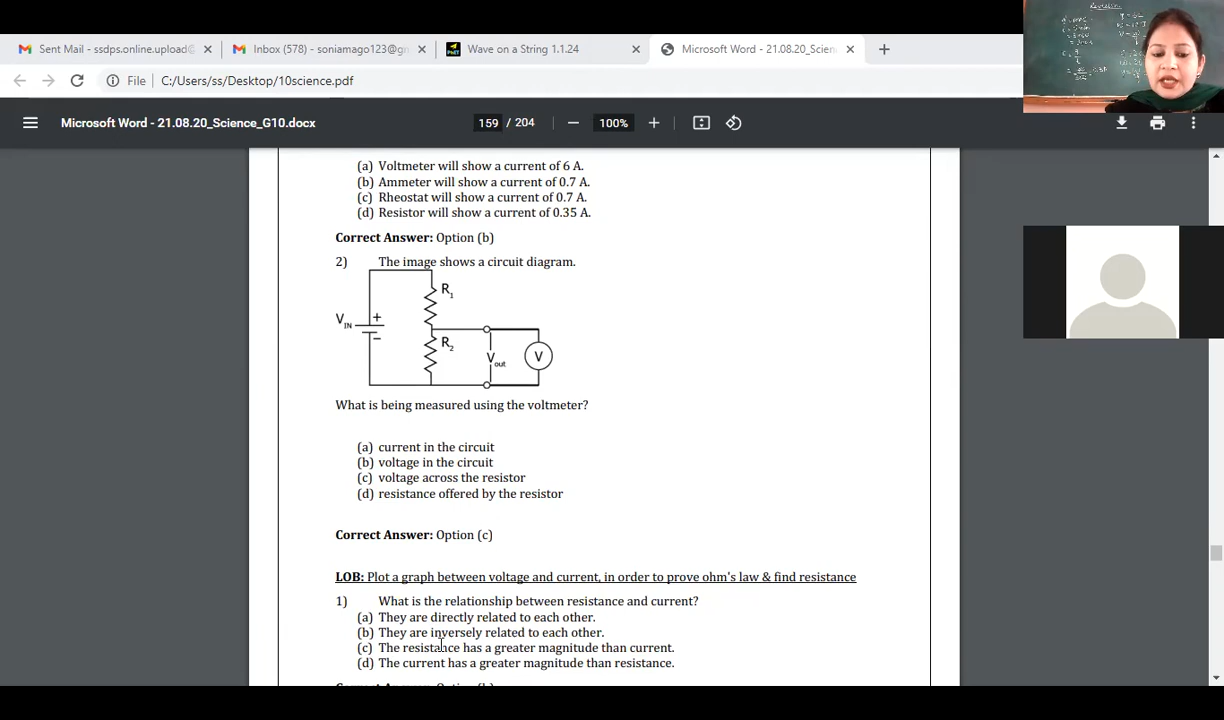 Sent Mail - ssdps.online.upload@
Inbox (578) - soniamago123@gm
Wave on a String 1.1.24
Microsoft Word - 21.08.20_Scien
File C:/Users/ss/Desktop/10science.pdf
Microsoft Word - 21.08.20_Science_G10.docx
159 / 204
100%
(a) Voltmeter will show a current of 6 A.
(b) Ammeter will show a current of 0.7 A.
(c) Rheostat will show a current of 0.7 A.
(d) Resistor will show a current of 0.35 A.
Correct Answer: Option (b)
2) The image shows a circuit diagram.
R1
VIN + −
R2
Vout
V
What is being measured using the voltmeter?
(a) current in the circuit
(b) voltage in the circuit
(c) voltage across the resistor
(d) resistance offered by the resistor
Correct Answer: Option (c)
LOB: Plot a graph between voltage and current, in order to prove ohm's law & find resistance
1) What is the relationship between resistance and current?
(a) They are directly related to each other.
(b) They are inversely related to each other.
(c) The resistance has a greater magnitude than current.
(d) The current has a greater magnitude than resistance.